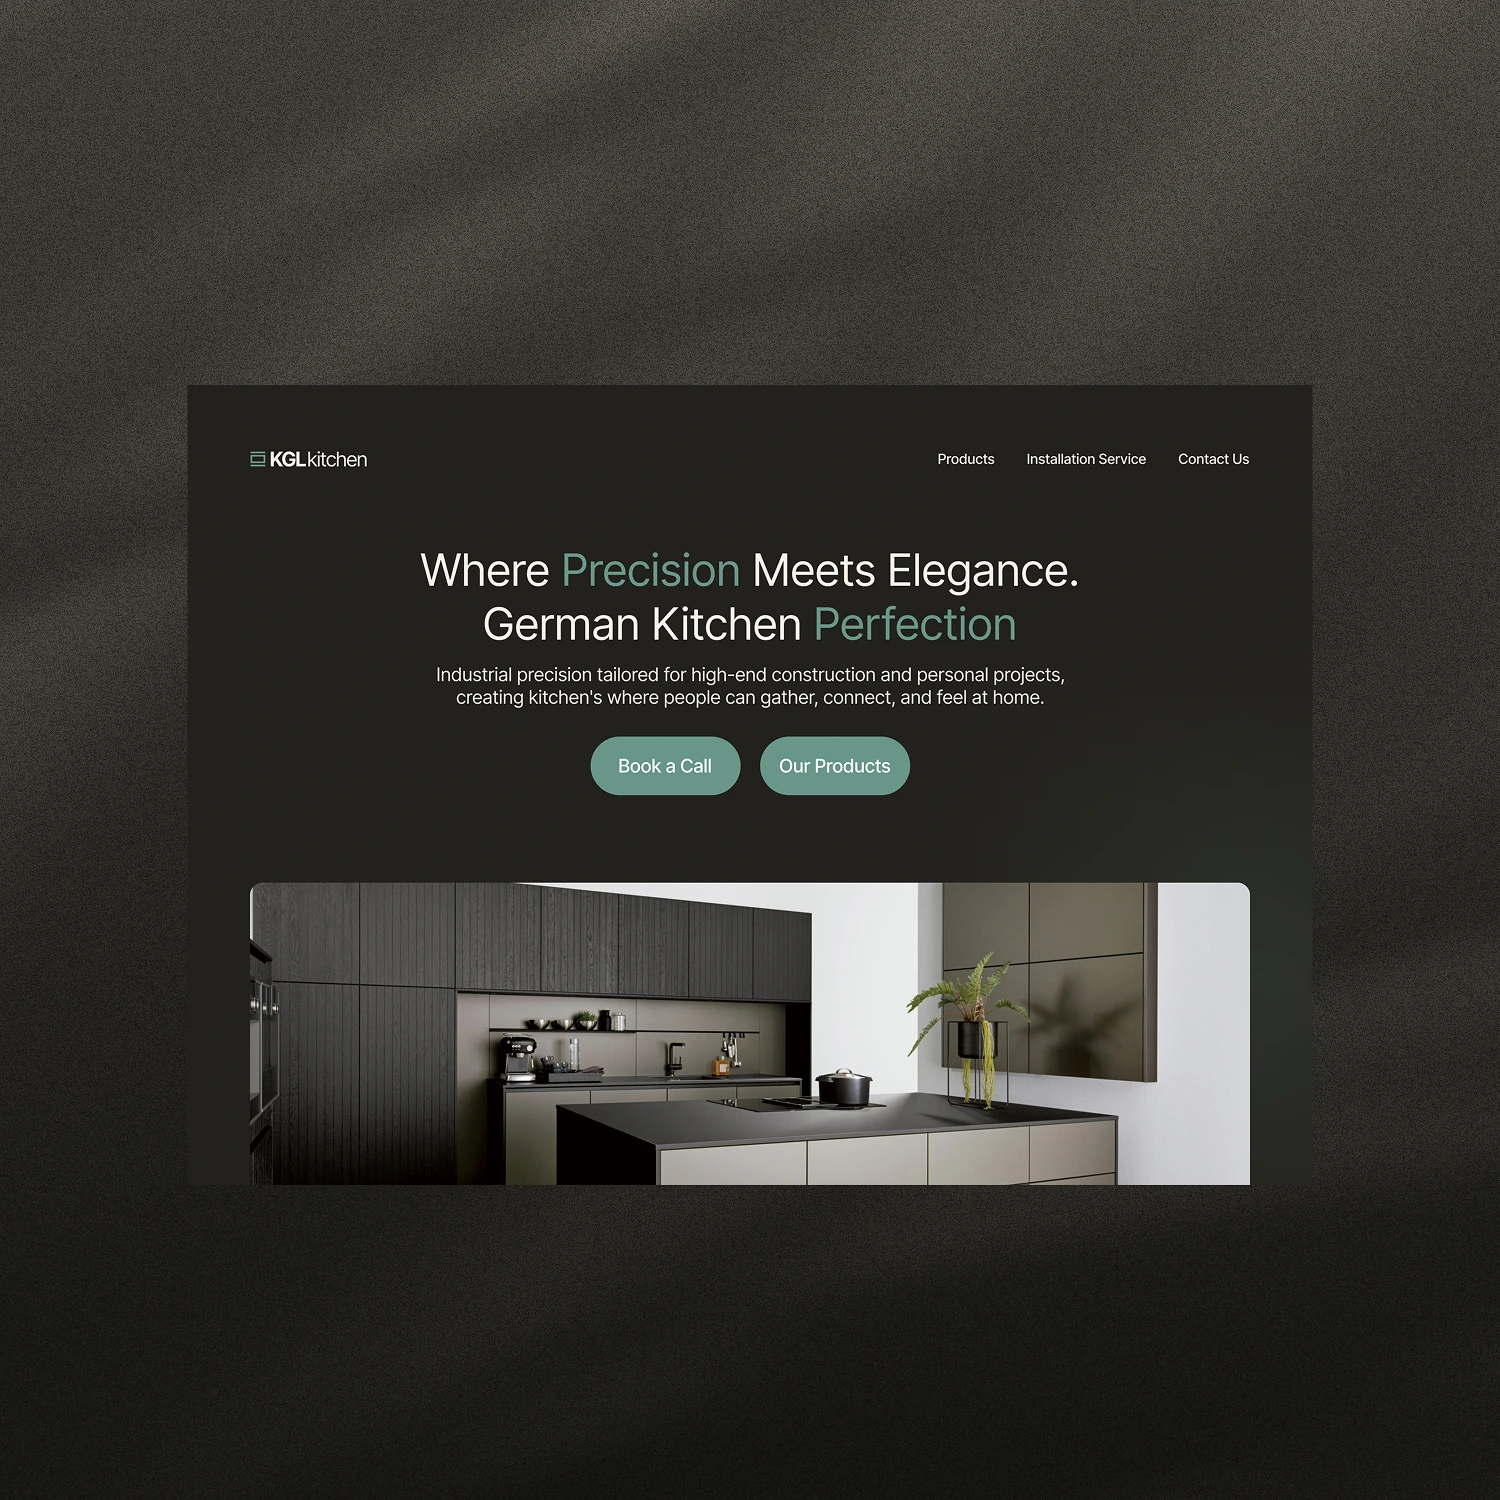 KGLkitchen
Products Installation Service Contact Us
Where Precision Meets Elegance.
German Kitchen Perfection
Industrial precision tailored for high-end construction and personal projects,
creating kitchen's where people can gather, connect, and feel at home.
Book a Call Our Products